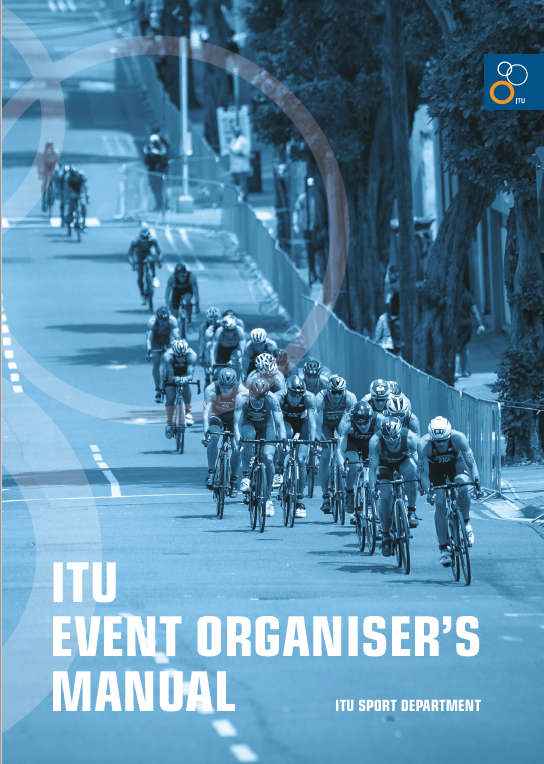 ITU
ITU
EVENT ORGANISER'S
MANUAL
ITU SPORT DEPARTMENT